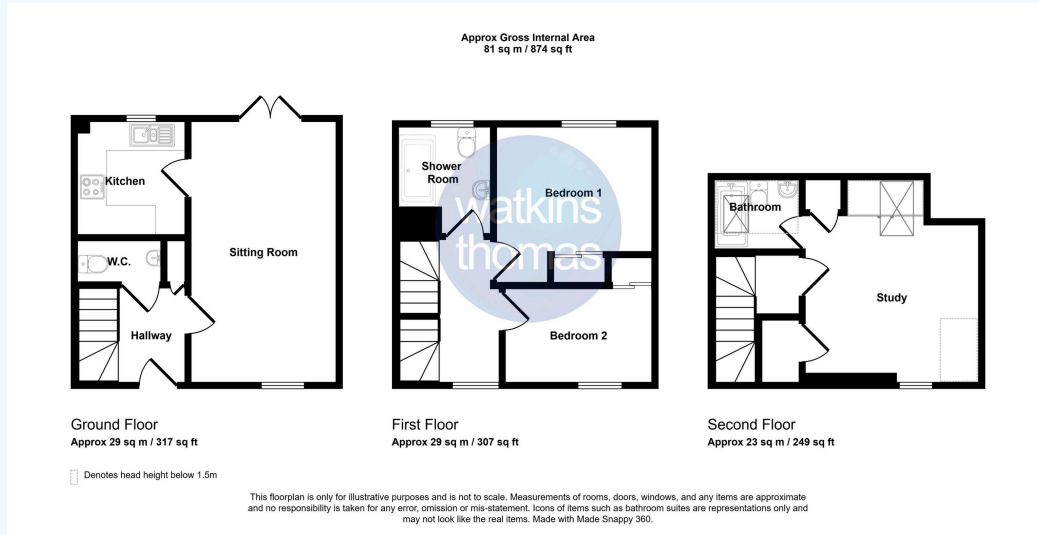 Approx Gross Internal Area
81 sq m / 874 sq ft
Kitchen
W.C.
Hallway
Sitting Room
Shower
Room
Bedroom 1
Bedroom 2
watkins
thomas
Bathroom
Study
Ground Floor
Approx 29 sq m / 317 sq ft
First Floor
Approx 29 sq m / 307 sq ft
Second Floor
Approx 23 sq m / 249 sq ft
Denotes head height below 1.5m
This floorplan is only for illustrative purposes and is not to scale. Measurements of rooms, doors, windows, and any items are approximate
and no responsibility is taken for any error, omission or mis-statement. Icons of items such as bathroom suites are representations only and
may not look like the real items. Made with Made Snappy 360.